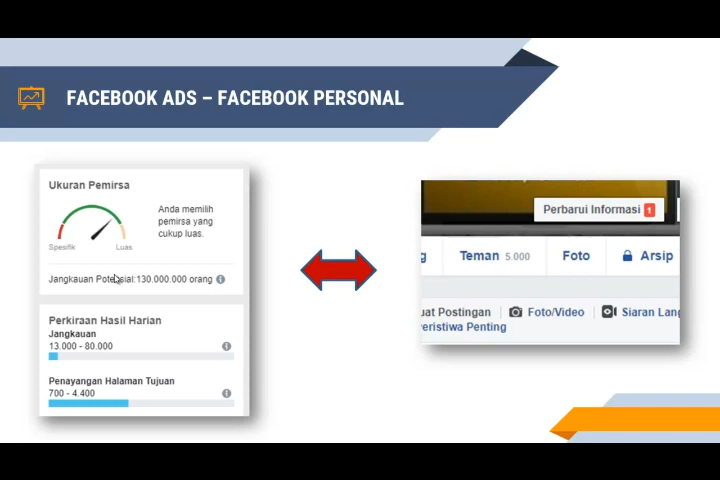 FACEBOOK ADS – FACEBOOK PERSONAL
Ukuran Pemirsa
Anda memilih
pemirsa yang
cukup luas.
Spesifik
Luas
Jangkauan Potensial:130.000.000 orang
Perkiraan Hasil Harian
Jangkauan
13.000 - 80.000
Penayangan Halaman Tujuan
700 - 4.400
Perbarui Informasi 1
g Teman 5.000 Foto Arsip
uat Postingan Foto/Video Siaran Lang
eristiwa Penting